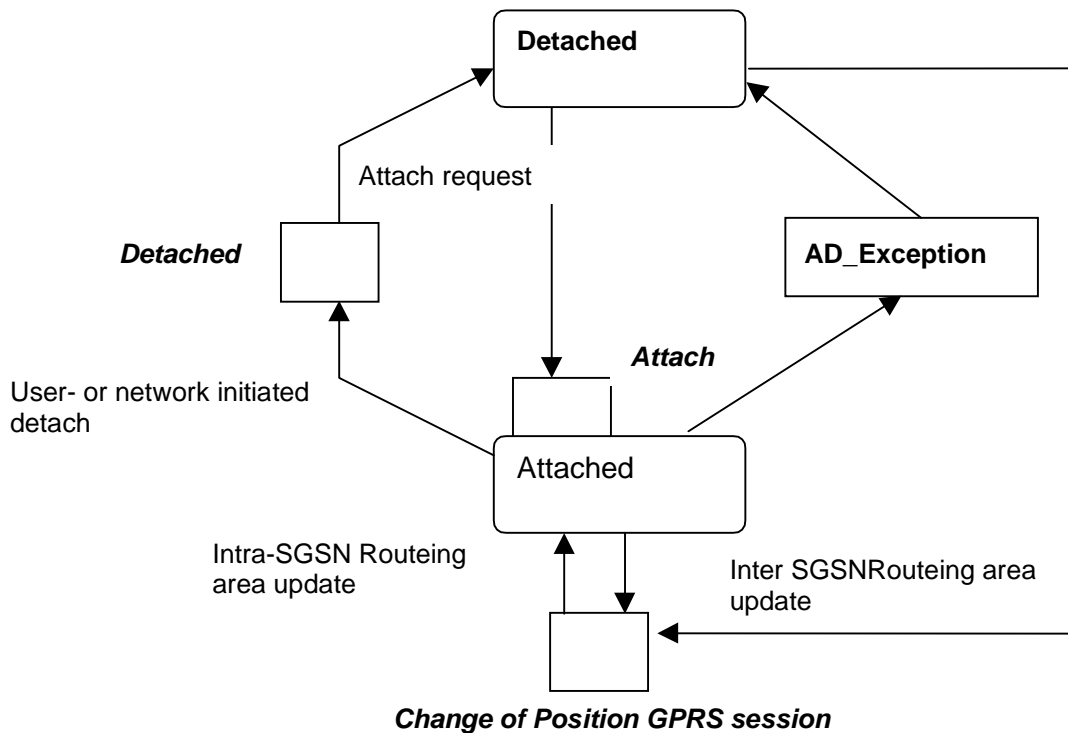 Detached
Attach request
Detached
AD_Exception
Attach
User- or network initiated
detach
Attached
Intra-SGSN Routeing
area update
Inter SGSNRouteing area
update
Change of Position GPRS session